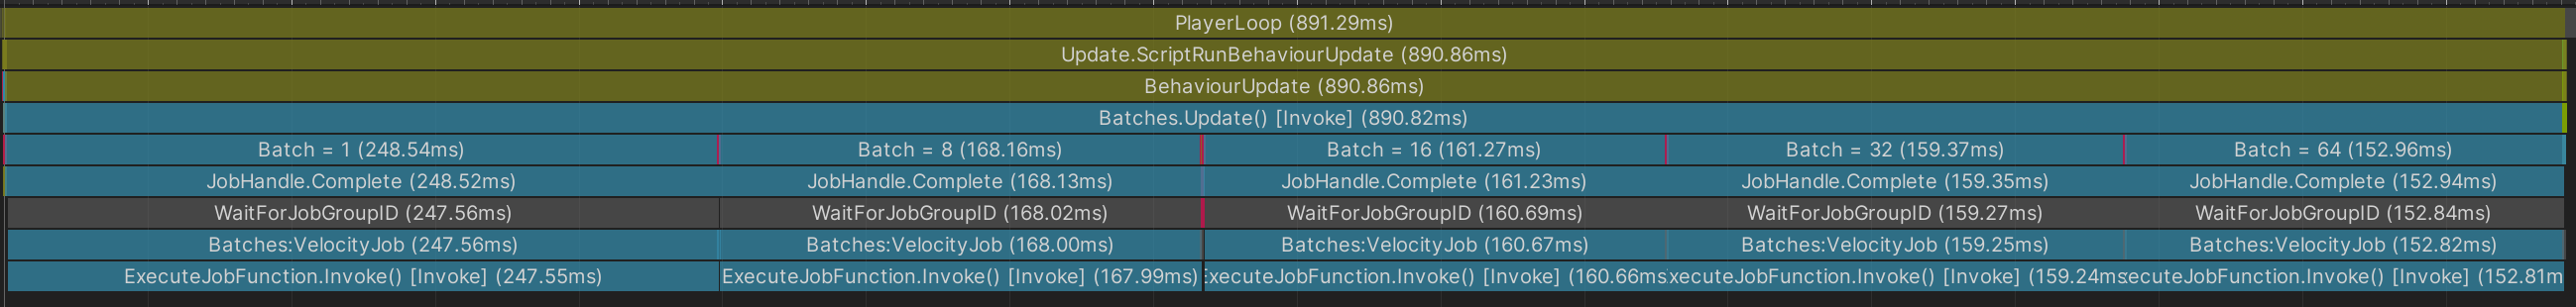 PlayerLoop (891.29ms)
Update.ScriptRunBehaviourUpdate (890.86ms)
BehaviourUpdate (890.86ms)
Batches.Update() [Invoke] (890.82ms)
Batch = 1 (248.54ms) Batch = 8 (168.16ms) Batch = 16 (161.27ms) Batch = 32 (159.37ms) Batch = 64 (152.96ms)
JobHandle.Complete (248.52ms) JobHandle.Complete (168.13ms) JobHandle.Complete (161.23ms) JobHandle.Complete (159.35ms) JobHandle.Complete (152.94ms)
WaitForJobGroupID (247.56ms) WaitForJobGroupID (168.02ms) WaitForJobGroupID (160.69ms) WaitForJobGroupID (159.27ms) WaitForJobGroupID (152.84ms)
Batches:VelocityJob (247.56ms) Batches:VelocityJob (168.00ms) Batches:VelocityJob (160.67ms) Batches:VelocityJob (159.25ms) Batches:VelocityJob (152.82ms)
ExecuteJobFunction.Invoke() [Invoke] (247.55ms) ExecuteJobFunction.Invoke() [Invoke] (167.99ms) xecuteJobFunction.Invoke() [Invoke] (160.66ms xecuteJobFunction.Invoke() [Invoke] (159.24ms ecuteJobFunction.Invoke() [Invoke] (152.81m